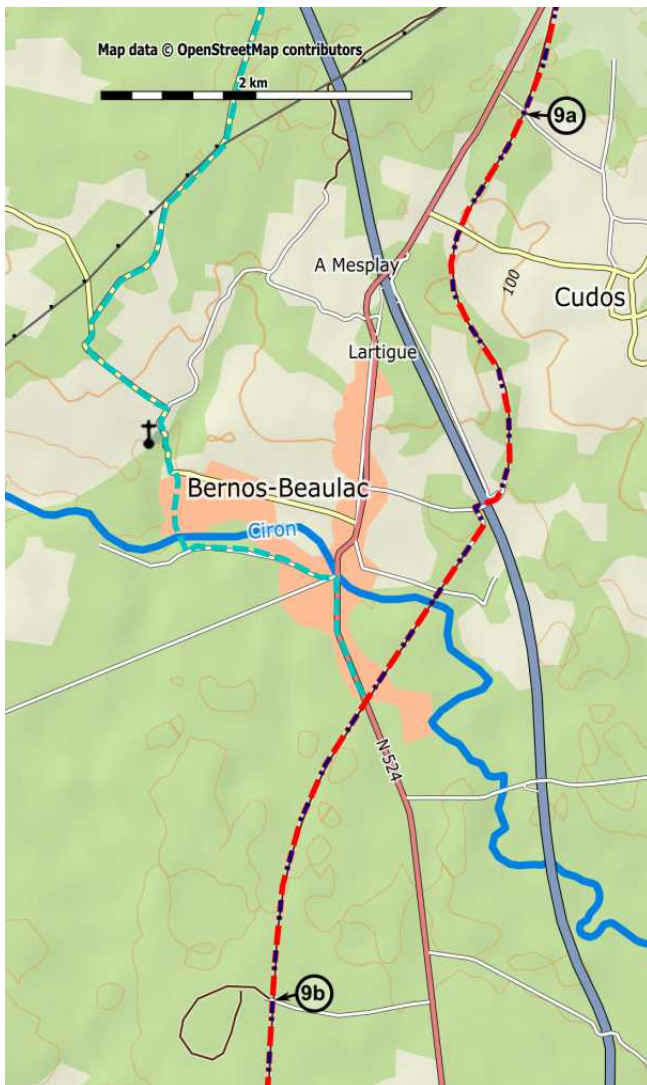 Map data © OpenStreetMap contributors
2 km
9a
A Mesplay
100
Cudos
Lartigue
Bernos-Beaulac
Ciron
N 524
9b